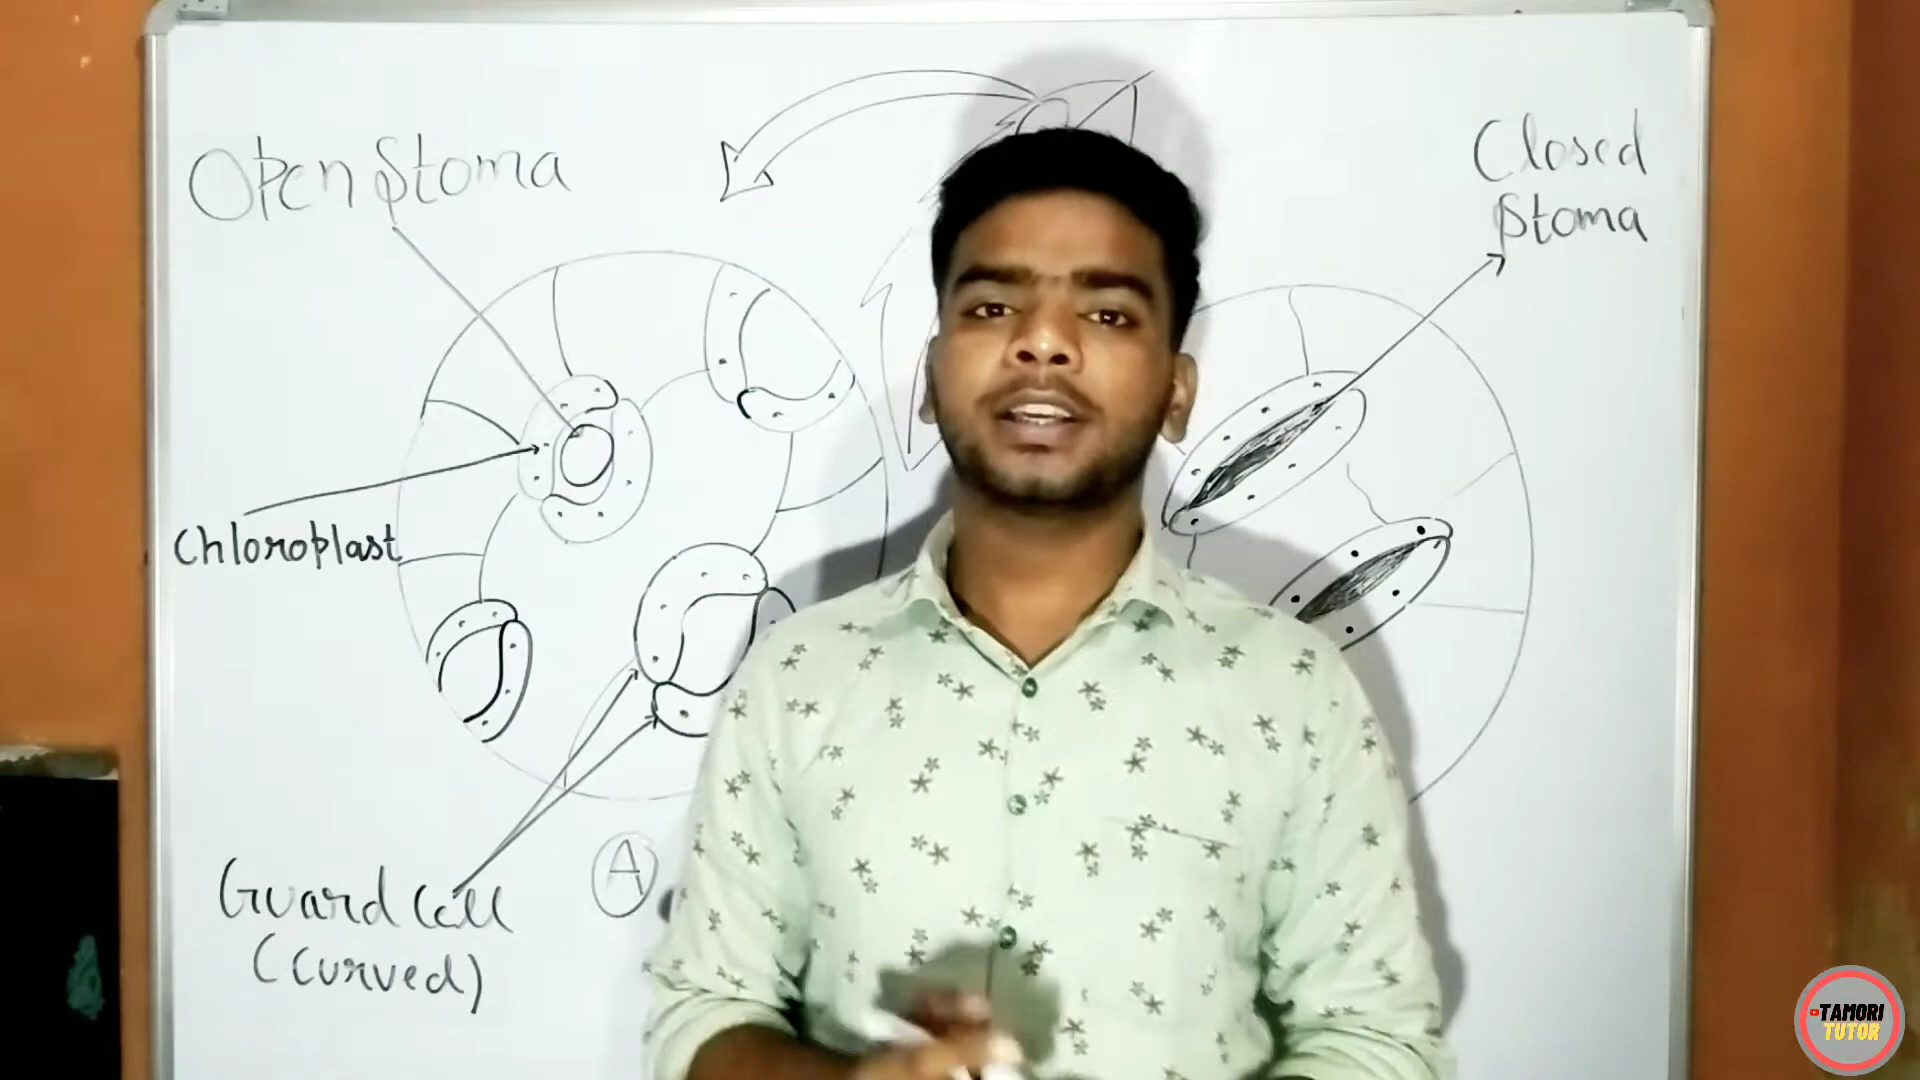 Open Stoma
Closed
Stoma
Chloroplast
Guard Cell
(Curved)
A
TAMORI
TUTOR